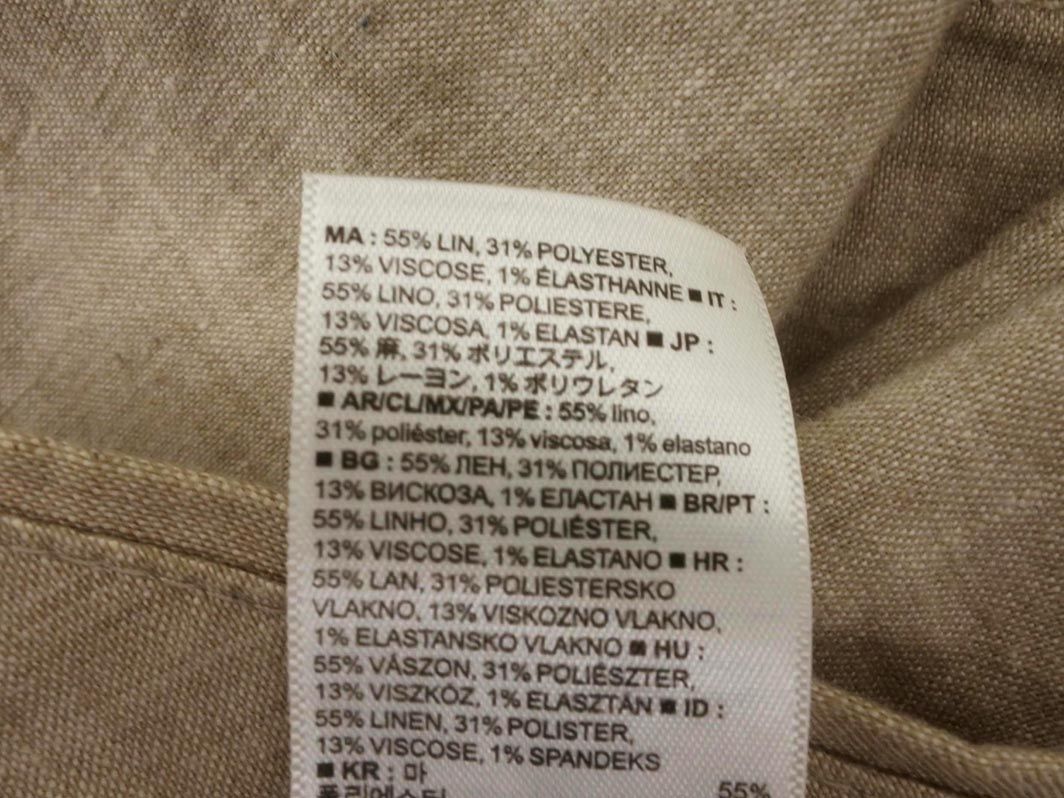 MA : 55% LIN, 31% POLYESTER,
13% VISCOSE, 1% ÉLASTHANNE ■ IT :
55% LINO, 31% POLIESTERE,
13% VISCOSA, 1% ELASTAN ■ JP :
55% 麻, 31% ポリエステル,
13% レーヨン, 1% ポリウレタン
■ AR/CL/MX/PA/PE : 55% lino,
31% poliéster, 13% viscosa, 1% elastano
■ BG : 55% ЛЕН, 31% ПОЛИЕСТЕР,
13% ВИСКОЗА, 1% ЕЛАСТАН ■ BR/PT :
55% LINHO, 31% POLIÉSTER,
13% VISCOSE, 1% ELASTANO ■ HR :
55% LAN, 31% POLIESTERSKO
VLAKNO, 13% VISKOZNO VLAKNO,
1% ELASTANSKO VLAKNO ■ HU :
55% VÁSZON, 31% POLIÉSZTER,
13% VISZKÓZ, 1% ELASZTÁN ■ ID :
55% LINEN, 31% POLISTER,
13% VISCOSE, 1% SPANDEKS
■ KR : 마 55%